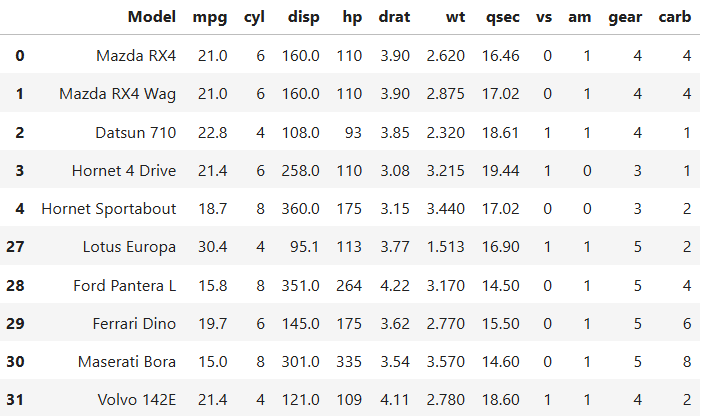 Model mpg cyl disp hp drat wt qsec vs am gear carb
0 Mazda RX4 21.0 6 160.0 110 3.90 2.620 16.46 0 1 4 4
1 Mazda RX4 Wag 21.0 6 160.0 110 3.90 2.875 17.02 0 1 4 4
2 Datsun 710 22.8 4 108.0 93 3.85 2.320 18.61 1 1 4 1
3 Hornet 4 Drive 21.4 6 258.0 110 3.08 3.215 19.44 1 0 3 1
4 Hornet Sportabout 18.7 8 360.0 175 3.15 3.440 17.02 0 0 3 2
27 Lotus Europa 30.4 4 95.1 113 3.77 1.513 16.90 1 1 5 2
28 Ford Pantera L 15.8 8 351.0 264 4.22 3.170 14.50 0 1 5 4
29 Ferrari Dino 19.7 6 145.0 175 3.62 2.770 15.50 0 1 5 6
30 Maserati Bora 15.0 8 301.0 335 3.54 3.570 14.60 0 1 5 8
31 Volvo 142E 21.4 4 121.0 109 4.11 2.780 18.60 1 1 4 2